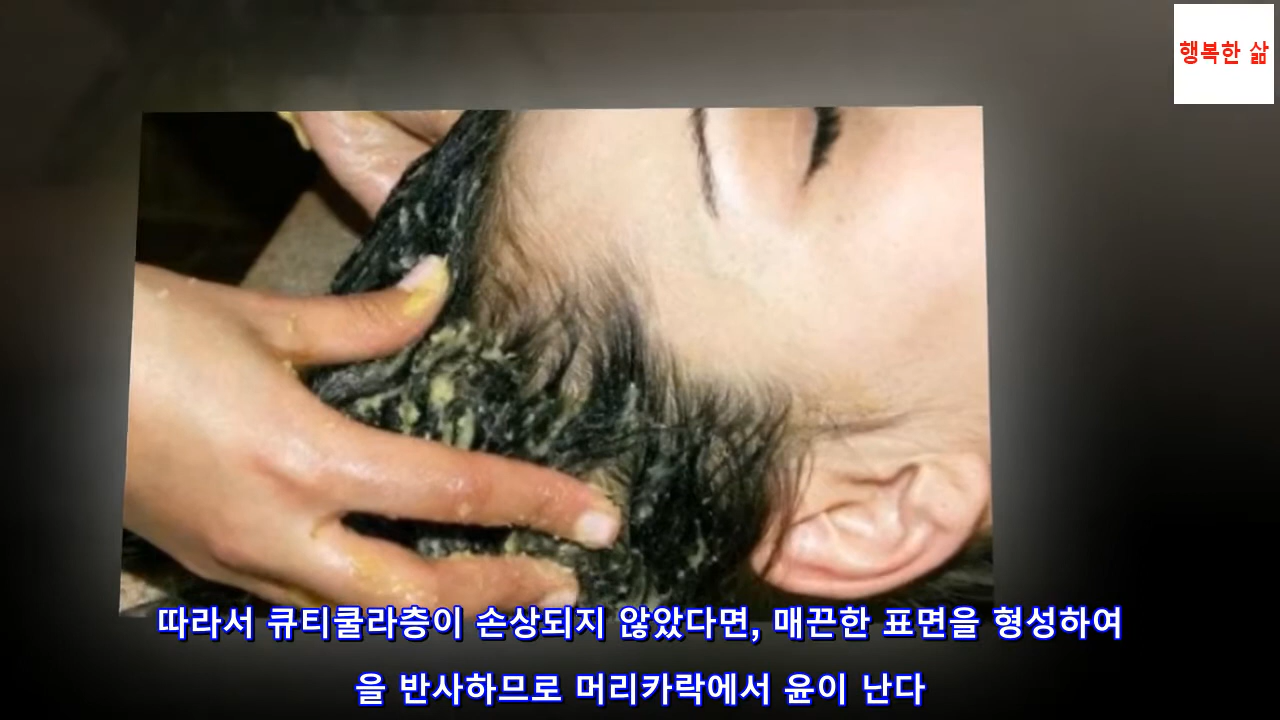 행복한 삶
따라서 큐티쿨라층이 손상되지 않았다면, 매끈한 표면을 형성하여
을 반사하므로 머리카락에서 윤이 난다